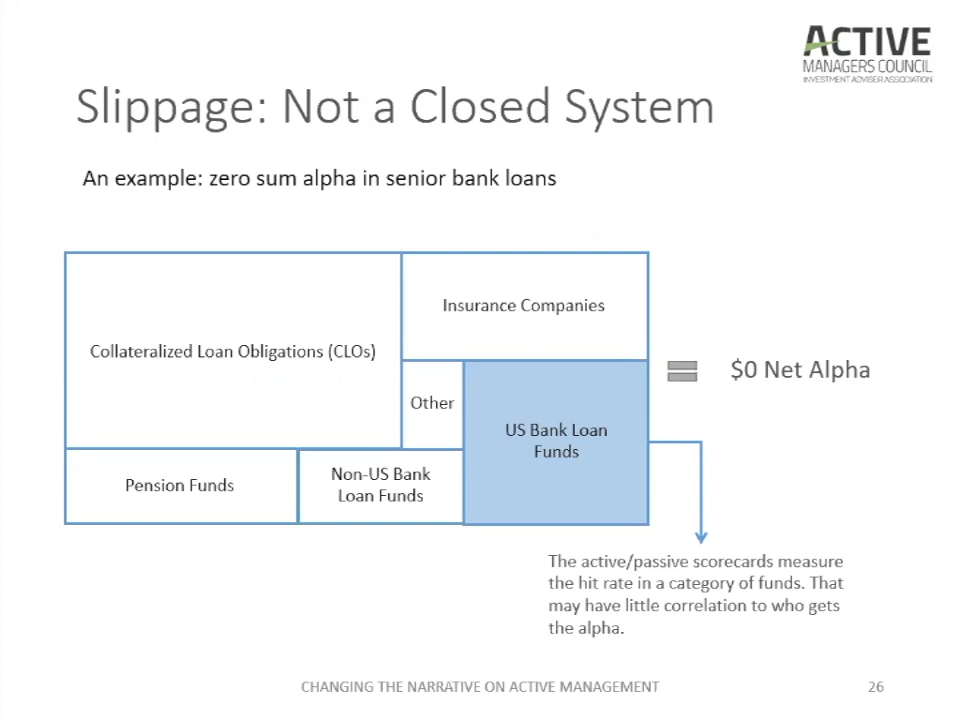 ACTIVE
MANAGERS COUNCIL
INVESTMENT ADVISER ASSOCIATION
Slippage: Not a Closed System
An example: zero sum alpha in senior bank loans
Collateralized Loan Obligations (CLOs)
Insurance Companies
Other
US Bank Loan
Funds
Pension Funds
Non-US Bank
Loan Funds
$0 Net Alpha
The active/passive scorecards measure
the hit rate in a category of funds. That
may have little correlation to who gets
the alpha.
CHANGING THE NARRATIVE ON ACTIVE MANAGEMENT
26